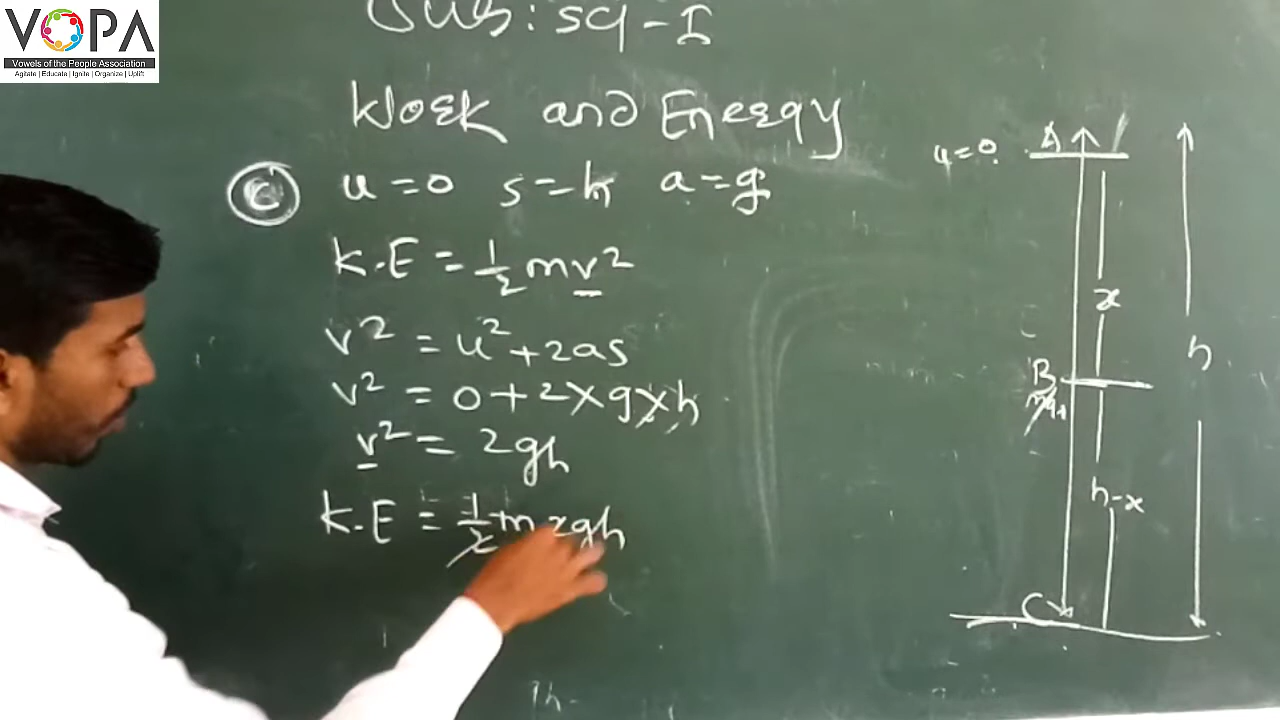 VOPA
Vowels of the People Association
Agitate | Educate | Ignite | Organize | Uplift
Sub: sci-I
Work and Energy
C u=0 s=h a=g
K.E = 1/2 mv2
v2 = u2+2as
v2 = 0+2×g×h
v2 = 2gh
K.E = 1/2 m 2gh
A
u=0
x
h
B
h-x
C